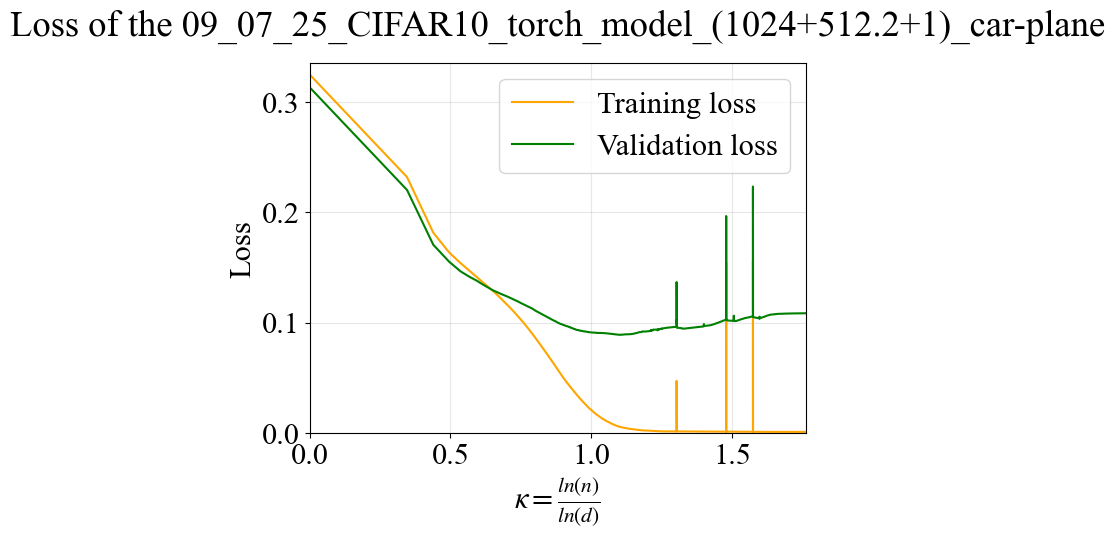 Loss of the 09_07_25_CIFAR10_torch_model_(1024+512.2+1)_car-plane
Training loss
Validation loss
0.3
0.2
0.1
0.0
Loss
0.0 0.5 1.0 1.5
κ = ln(n)/ln(d)